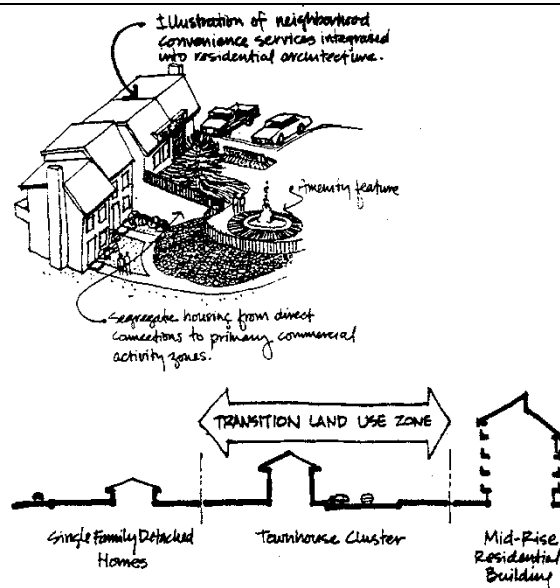 Illustration of neighborhood
convenience services integrated
into residential architecture.
Amenity feature
Segregate housing from direct
connections to primary commercial
activity zones.
TRANSITION LAND USE ZONE
Single Family Detached
Homes
Townhouse Cluster
Mid-Rise
Residential
Building